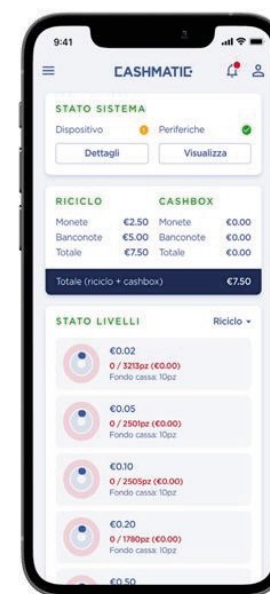 9:41
CASHMATIC
STATO SISTEMA
Dispositivo Periferiche
Dettagli Visualizza
RICICLO CASHBOX
Monete €2.50 Monete €0.00
Banconote €5.00 Banconote €0.00
Totale €7.50 Totale €0.00
Totale (riciclo + cashbox) €7.50
STATO LIVELLI Riciclo
€0.02
0 / 3213pz (€0.00)
Fondo cassa: 10pz
€0.05
0 / 2501pz (€0.00)
Fondo cassa: 10pz
€0.10
0 / 2505pz (€0.00)
Fondo cassa: 10pz
€0.20
0 / 1780pz (€0.00)
Fondo cassa: 10pz
€0.50